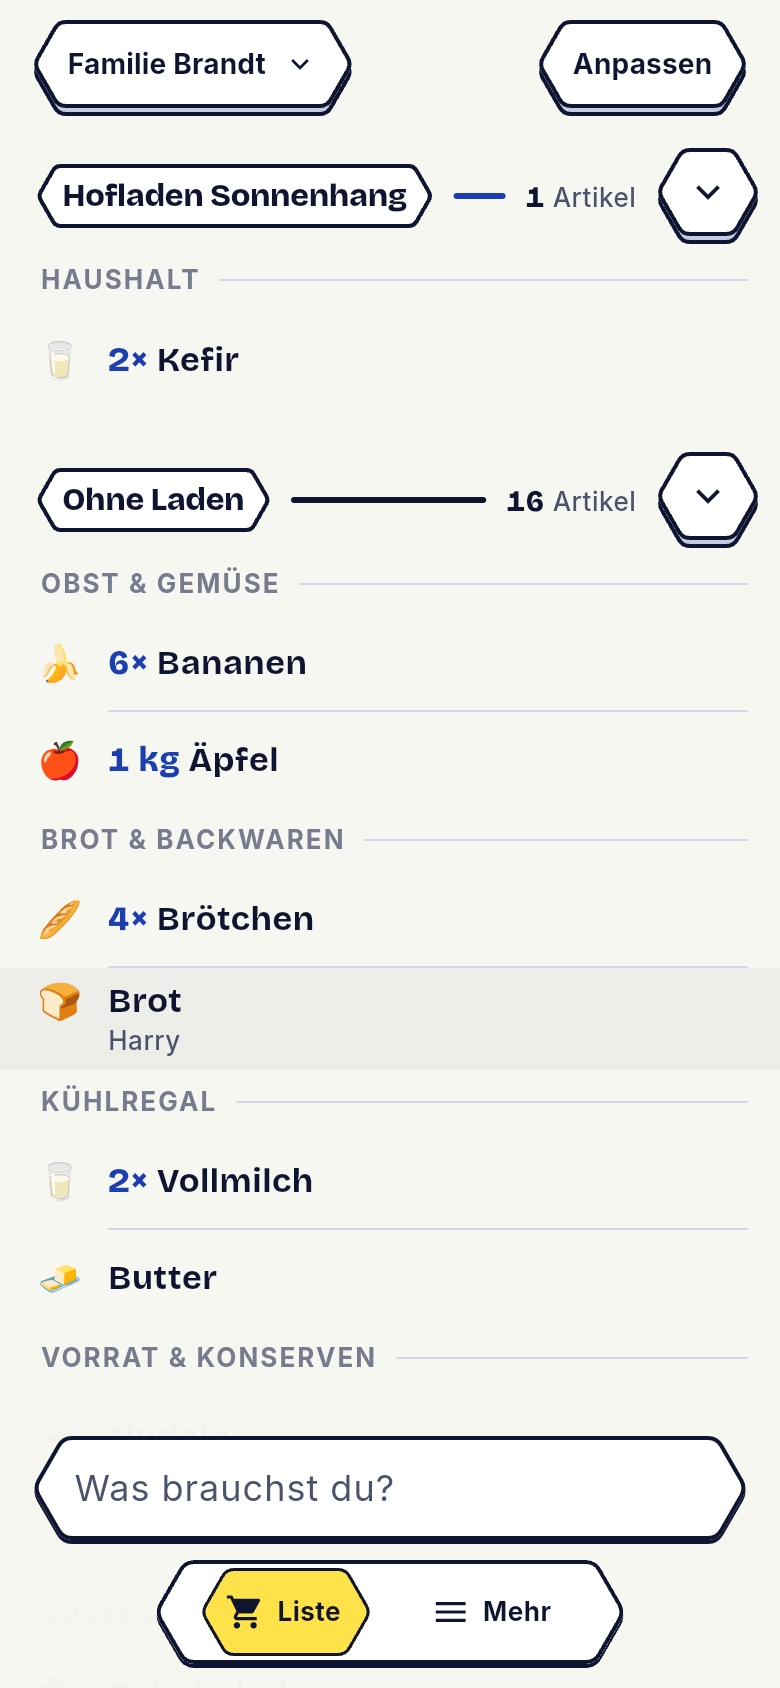 Familie Brandt
Anpassen
Hofladen Sonnenhang
1 Artikel
HAUSHALT
2× Kefir
Ohne Laden
16 Artikel
OBST & GEMÜSE
6× Bananen
1 kg Äpfel
BROT & BACKWAREN
4× Brötchen
Brot
Harry
KÜHLREGAL
2× Vollmilch
Butter
VORRAT & KONSERVEN
Nudeln
Was brauchst du?
Liste
Mehr